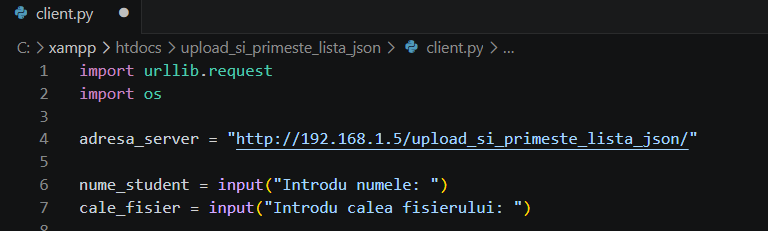 client.py
C: > xampp > htdocs > upload_si_primeste_lista_json > client.py > ...
1 import urllib.request
2 import os
3
4 adresa_server = "http://192.168.1.5/upload_si_primeste_lista_json/"
5
6 nume_student = input("Introdu numele: ")
7 cale_fisier = input("Introdu calea fisierului: ")
8